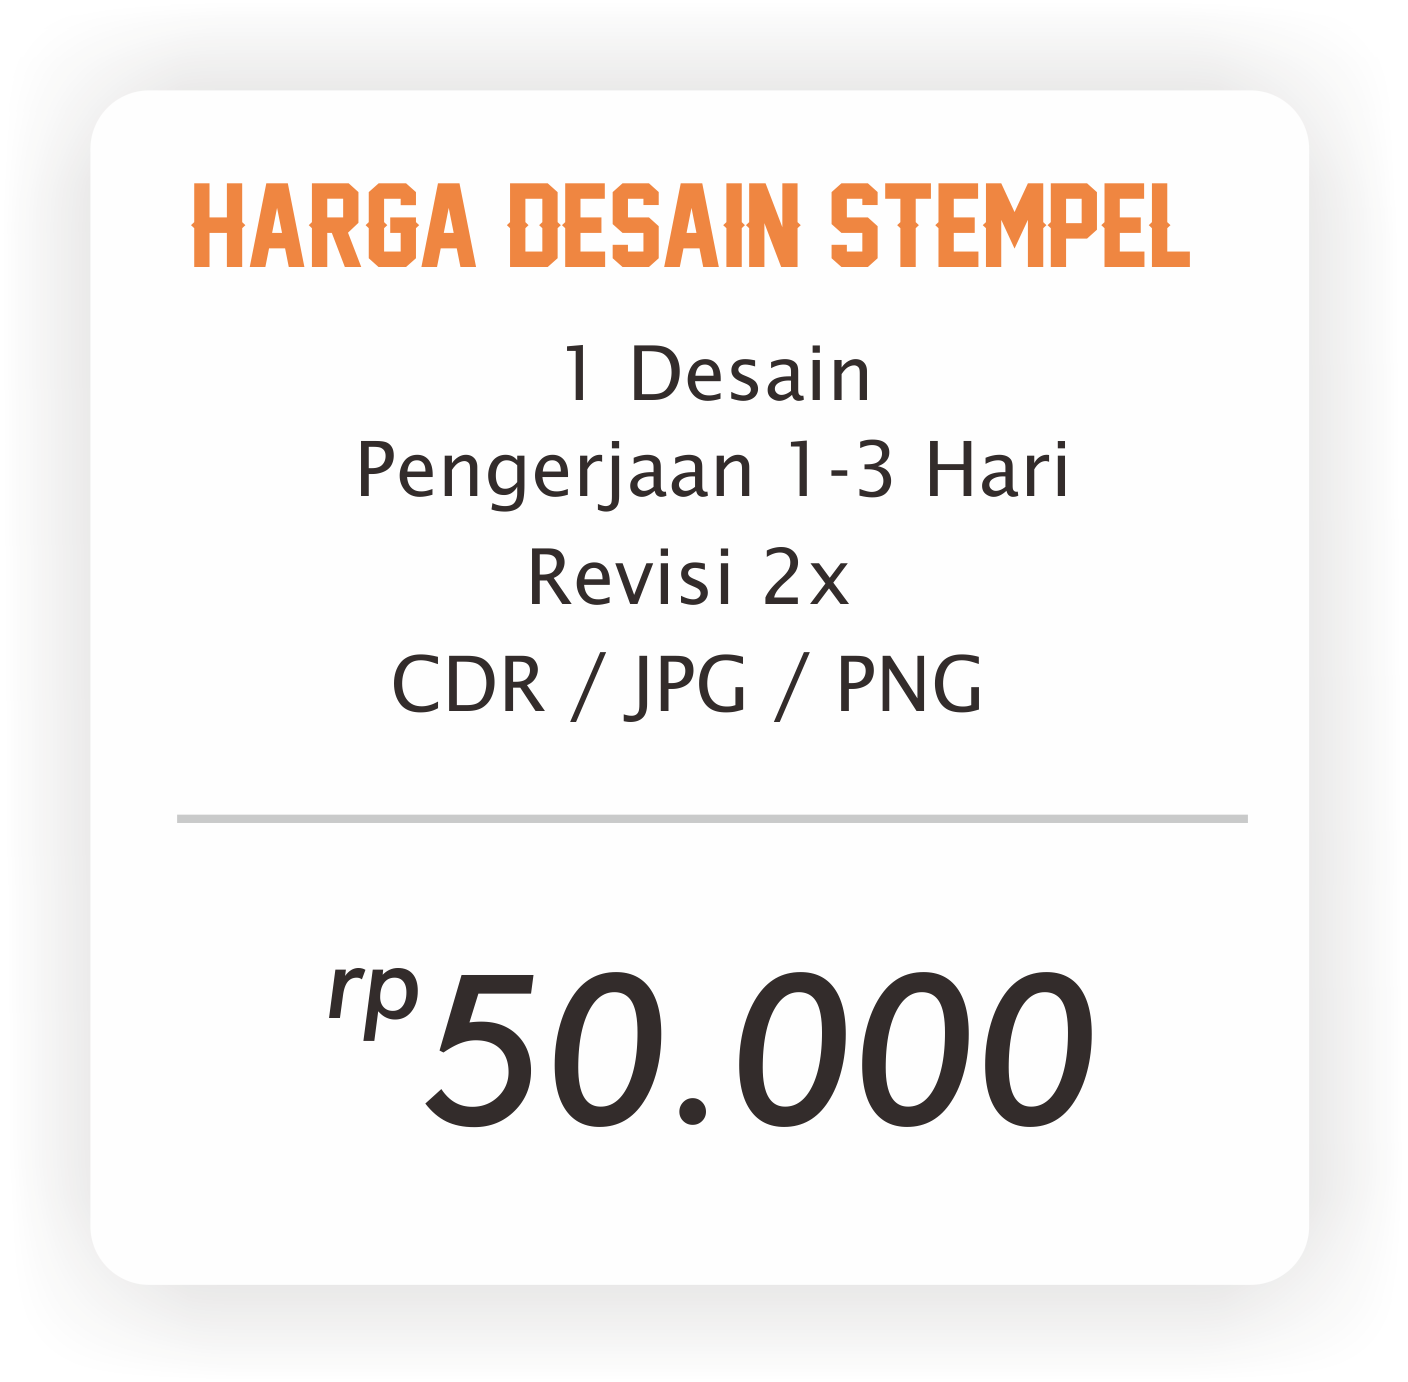 HARGA DESAIN STEMPEL
1 Desain
Pengerjaan 1-3 Hari
Revisi 2x
CDR / JPG / PNG
rp50.000